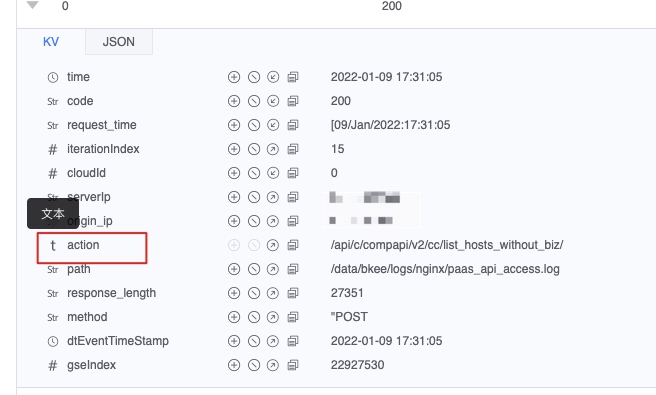 0 200
KV JSON
time 2022-01-09 17:31:05
Str code 200
Str request_time [09/Jan/2022:17:31:05
# iterationIndex 15
# cloudId 0
Str serverIp
文本 origin_ip
t action /api/c/compapi/v2/cc/list_hosts_without_biz/
Str path /data/bkee/logs/nginx/paas_api_access.log
Str response_length 27351
Str method "POST
dtEventTimeStamp 2022-01-09 17:31:05
# gseIndex 22927530